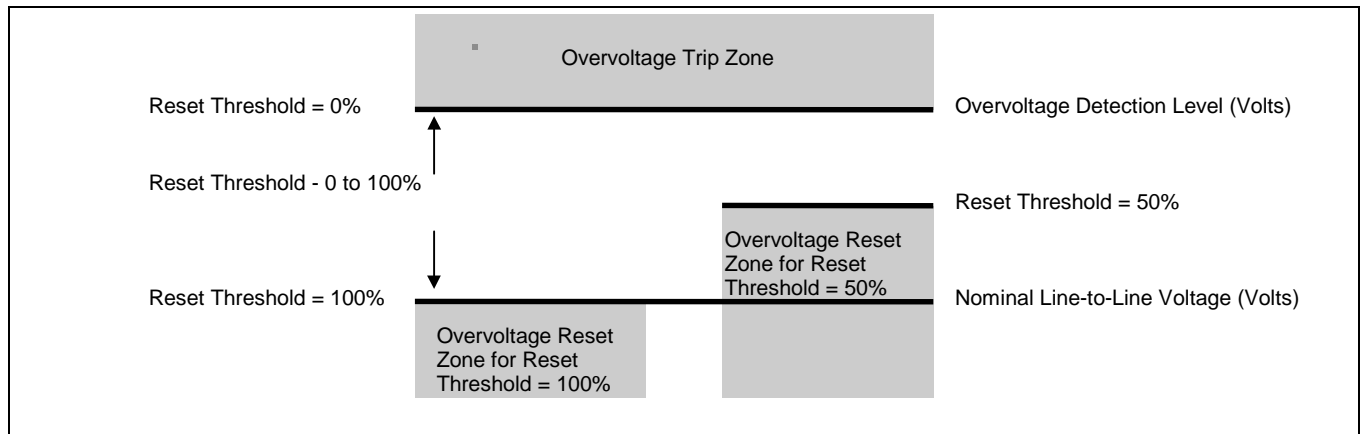 Overvoltage Trip Zone
Reset Threshold = 0%
Overvoltage Detection Level (Volts)
Reset Threshold - 0 to 100%
Reset Threshold = 50%
Overvoltage Reset
Zone for Reset
Threshold = 50%
Reset Threshold = 100%
Nominal Line-to-Line Voltage (Volts)
Overvoltage Reset
Zone for Reset
Threshold = 100%